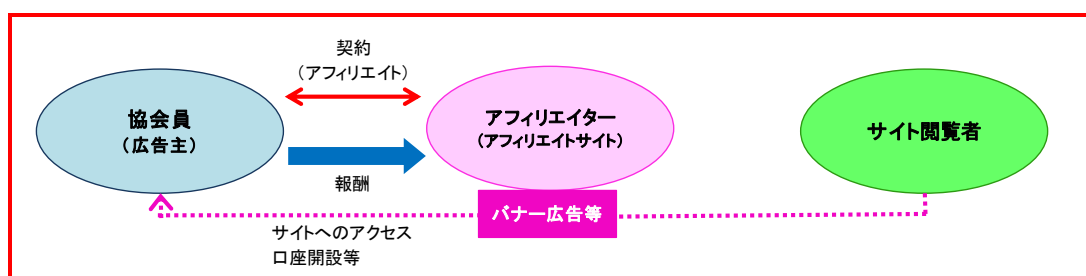 契約
（アフィリエイト）
協会員
（広告主）
アフィリエイター
（アフィリエイトサイト）
サイト閲覧者
報酬
バナー広告等
サイトへのアクセス
口座開設等